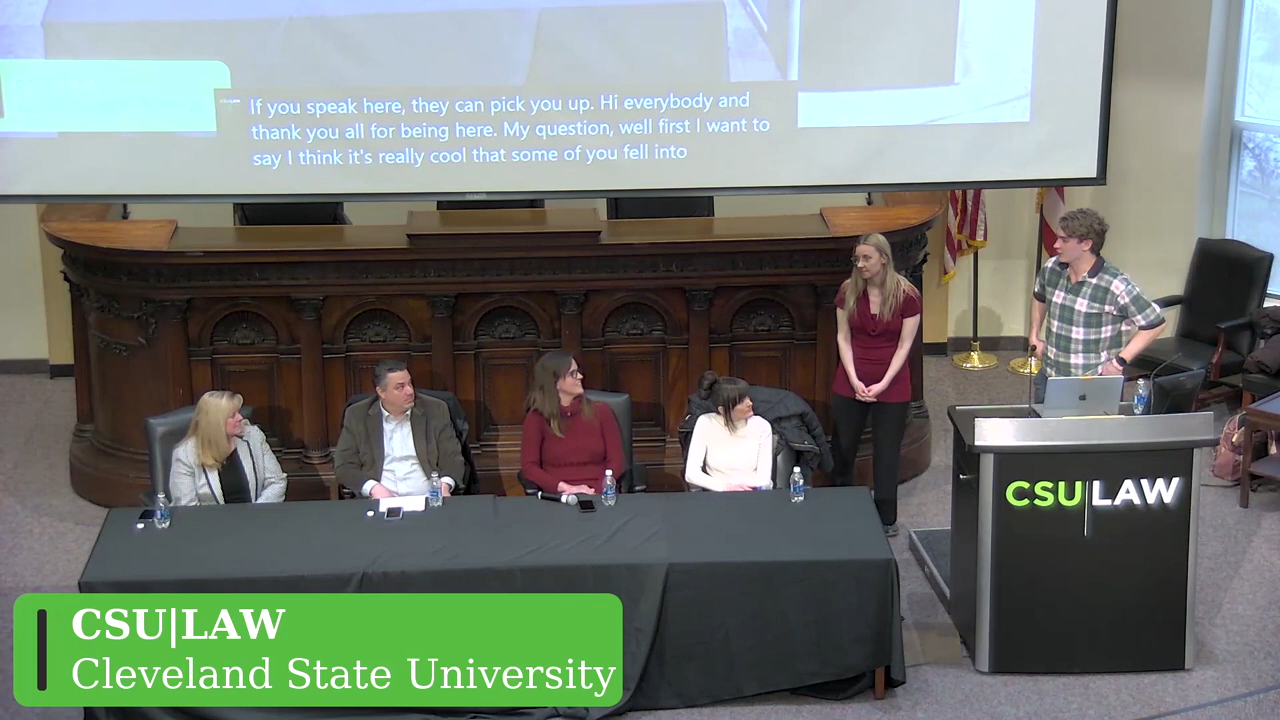 If you speak here, they can pick you up. Hi everybody and
thank you all for being here. My question, well first I want to
say I think it's really cool that some of you fell into
CSU|LAW
CSU|LAW
Cleveland State University